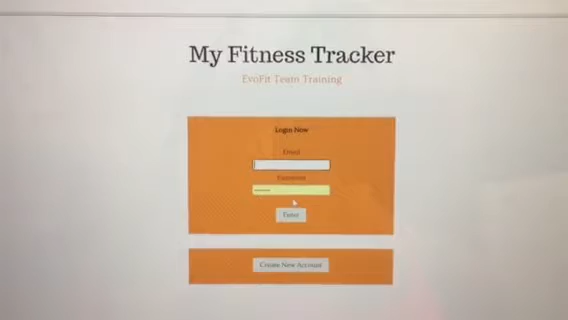 My Fitness Tracker
EvoFit Team Training
Login Now
Email
Password
Enter
Create New Account